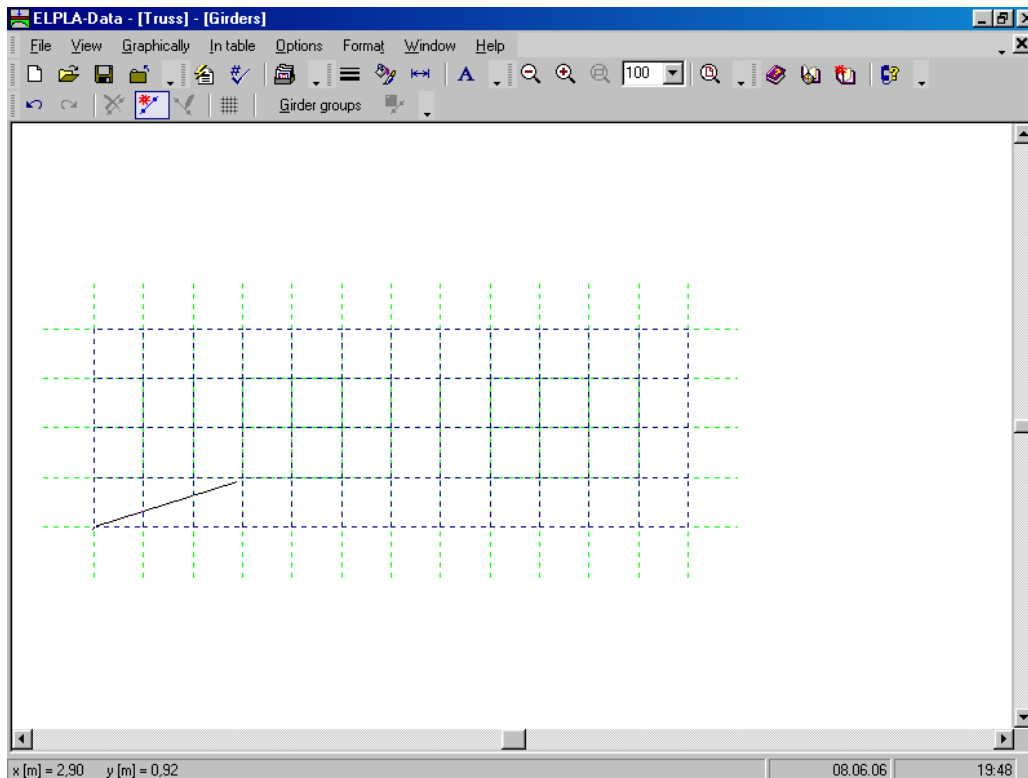 ELPLA-Data - [Truss] - [Girders]
File View Graphically In table Options Format Window Help
A 100
Girder groups
x [m] = 2,90 y [m] = 0,92 08.06.06 19:48